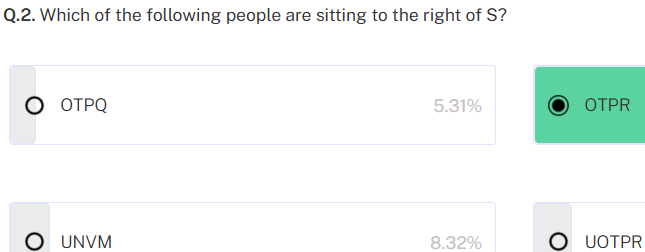 Q.2. Which of the following people are sitting to the right of S?
OTPQ 5.31% OTPR
UNVM 8.32% UOTPR